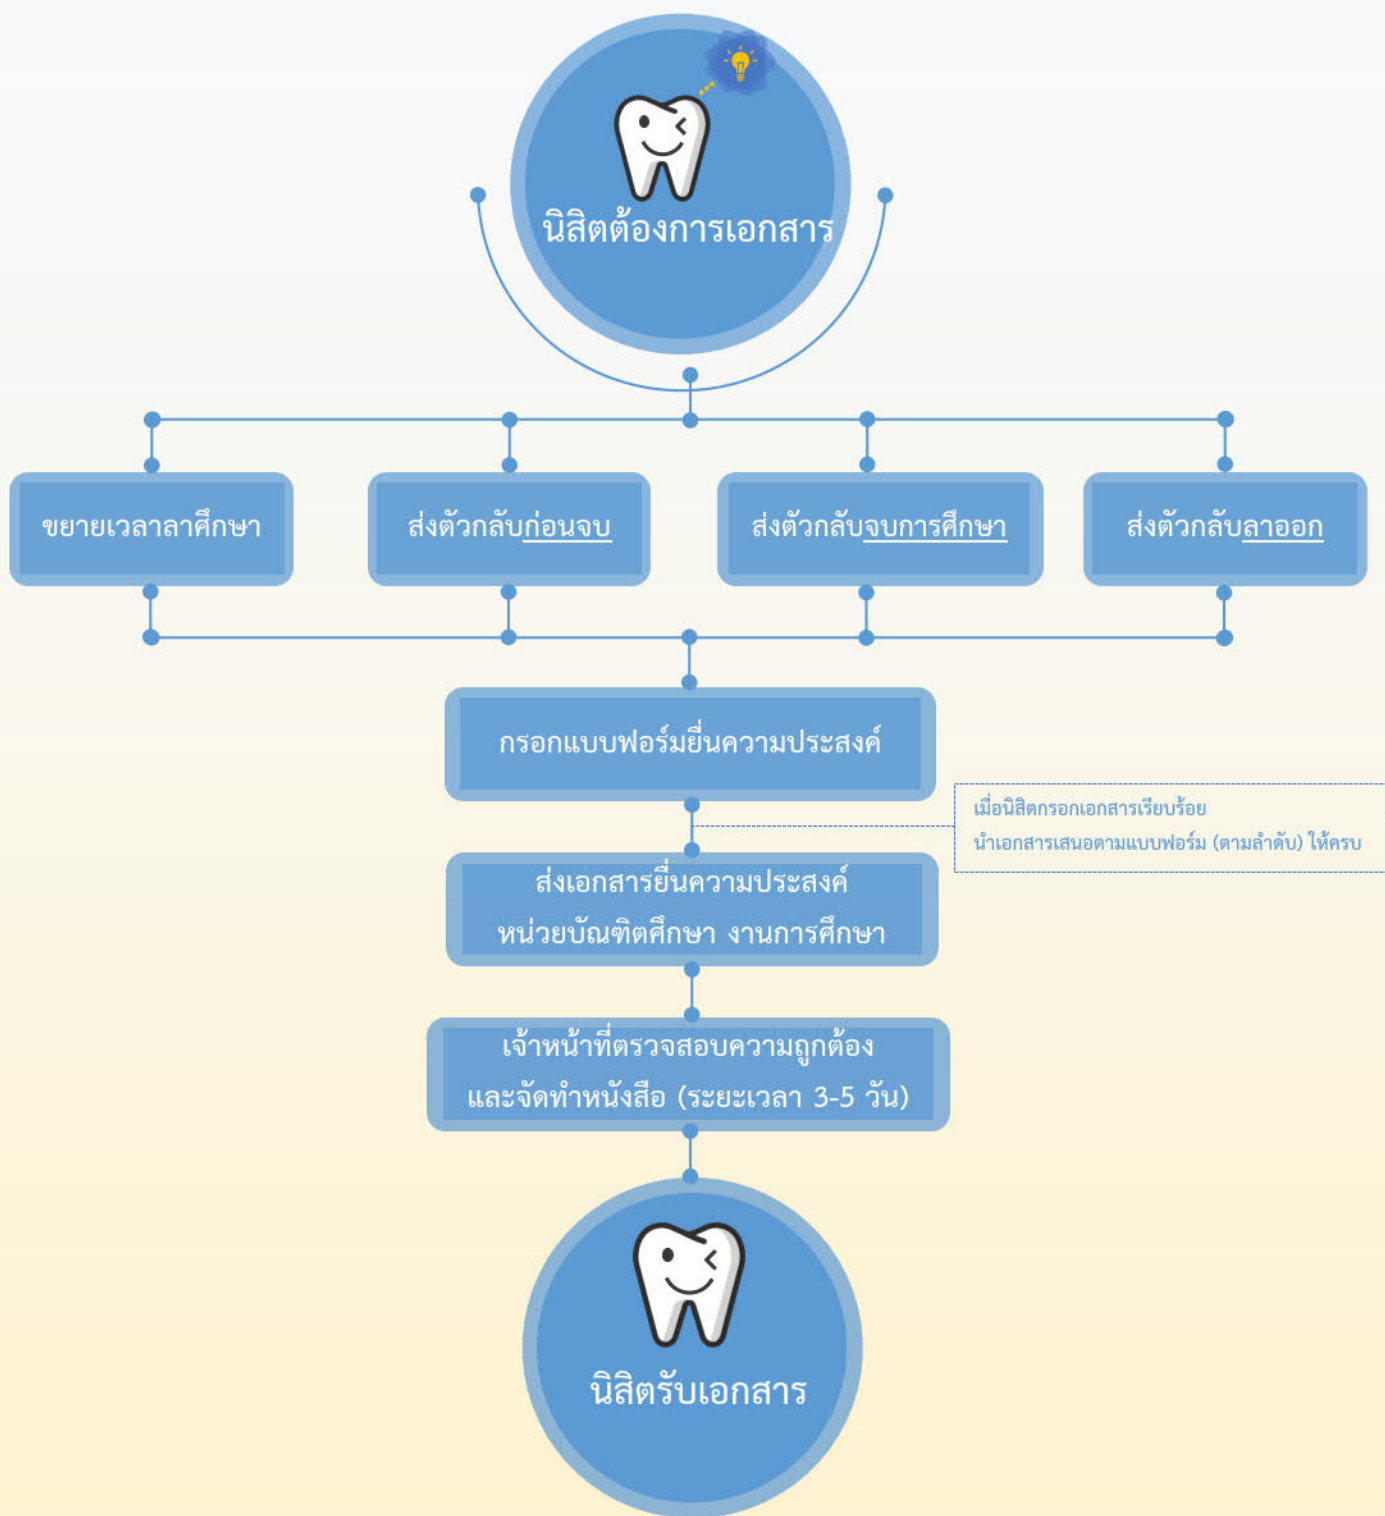 นิสิตต้องการเอกสาร
ขยายเวลาลาศึกษา
ส่งตัวกลับก่อนจบ
ส่งตัวกลับจบการศึกษา
ส่งตัวกลับลาออก
กรอกแบบฟอร์มยื่นความประสงค์
เมื่อนิสิตกรอกเอกสารเรียบร้อย
นำเอกสารเสนอตามแบบฟอร์ม (ตามลำดับ) ให้ครบ
ส่งเอกสารยื่นความประสงค์
หน่วยบัณฑิตศึกษา งานการศึกษา
เจ้าหน้าที่ตรวจสอบความถูกต้อง
และจัดทำหนังสือ (ระยะเวลา 3-5 วัน)
นิสิตรับเอกสาร